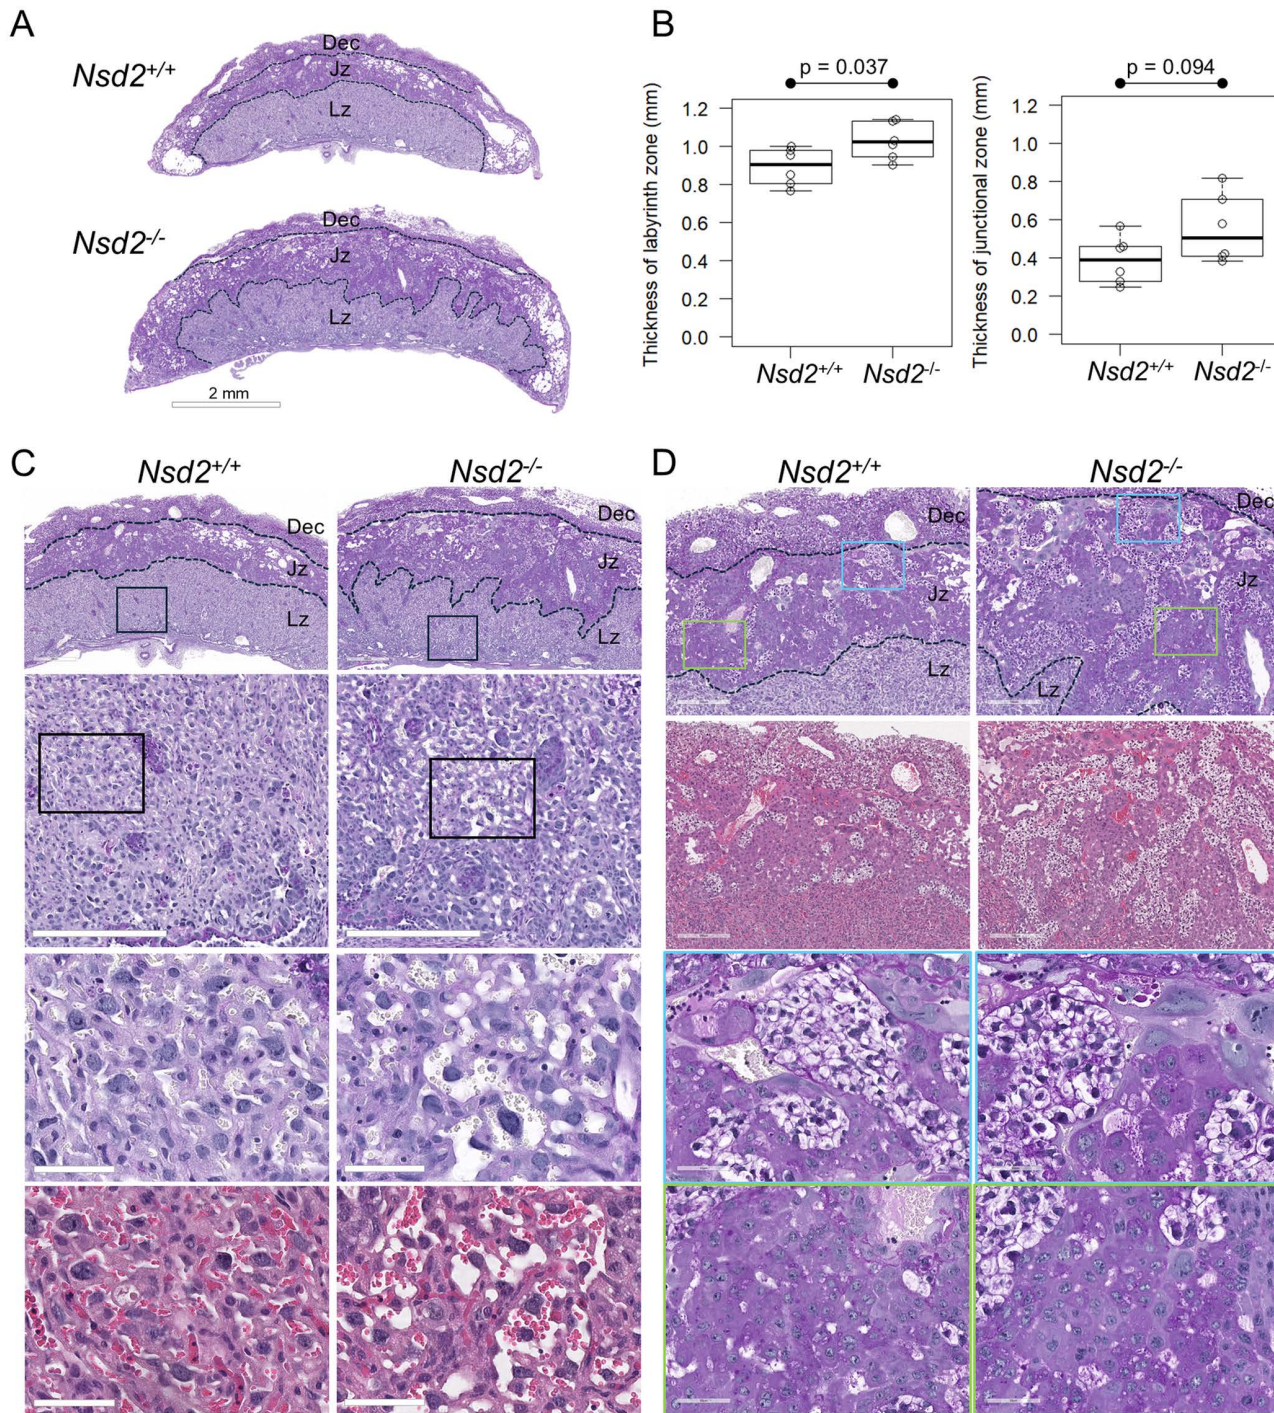 A
Nsd2+/+
Dec
Jz
Lz
Nsd2-/-
Dec
Jz
Lz
2 mm
B
p = 0.037
Thickness of labyrinth zone (mm)
1.2
1.0
0.8
0.6
0.4
0.2
0.0
Nsd2+/+ Nsd2-/-
p = 0.094
Thickness of junctional zone (mm)
1.2
1.0
0.8
0.6
0.4
0.2
0.0
Nsd2+/+ Nsd2-/-
C
Nsd2+/+ Nsd2-/-
Dec
Jz
Lz
Dec
Jz
Lz
D
Nsd2+/+ Nsd2-/-
Dec
Jz
Lz
Dec
Jz
Lz